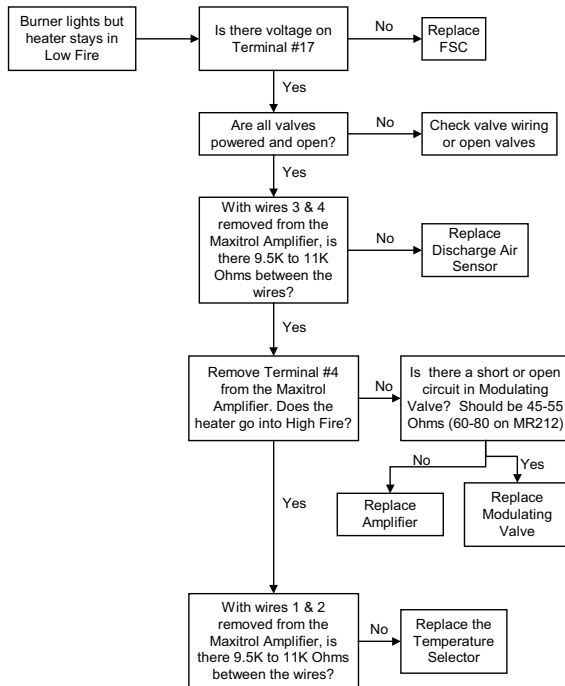 Burner lights but
heater stays in
Low Fire
Is there voltage on
Terminal #17
No
Replace
FSC
Yes
Are all valves
powered and open?
No
Check valve wiring
or open valves
Yes
With wires 3 & 4
removed from the
Maxitrol Amplifier, is
there 9.5K to 11K
Ohms between the
wires?
No
Replace
Discharge Air
Sensor
Yes
Remove Terminal #4
from the Maxitrol
Amplifier. Does the
heater go into High Fire?
No
Is there a short or open
circuit in Modulating
Valve? Should be 45-55
Ohms (60-80 on MR212)
No
Yes
Replace
Amplifier
Replace
Modulating
Valve
Yes
With wires 1 & 2
removed from the
Maxitrol Amplifier, is
there 9.5K to 11K Ohms
between the wires?
No
Replace the
Temperature
Selector